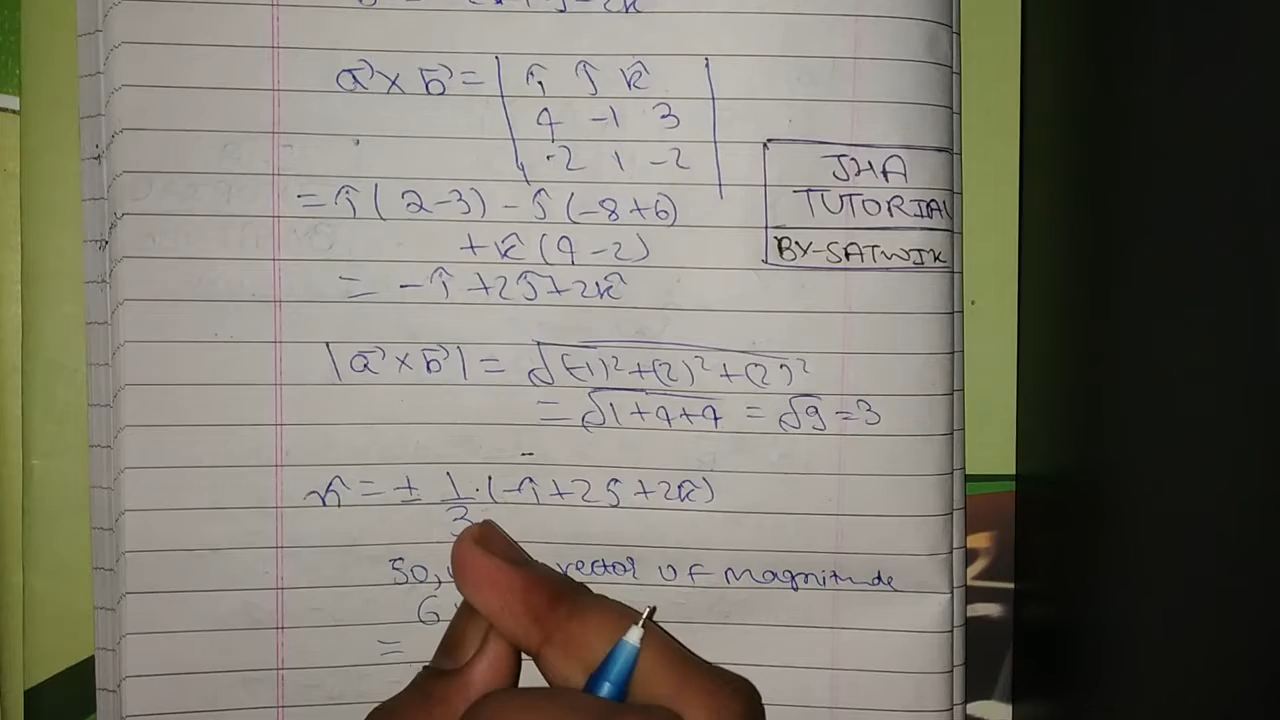 a⃗ × b⃗ = | î ĵ k̂ |
4 -1 3
-2 1 -2
= î ( 2-3) - ĵ (-8+6)
+ k̂ (4-2)
= -î +2ĵ+2k̂
|a⃗ × b⃗| = √(-1)²+(2)²+(2)²
= √1+4+4 = √9 = 3
n̂ = ± 1/3 · (-î +2ĵ +2k̂)
So, vector of magnitude
6
=
JHA
TUTORIAL
BY-SATWIK